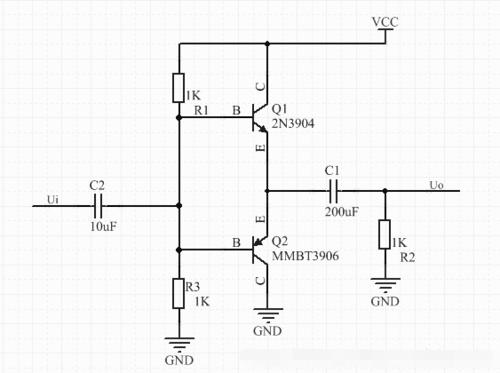 VCC
C
1K
R1
B
Q1
2N3904
E
C2
Ui
10uF
C1
Uo
200uF
E
B
Q2
MMBT3906
C
1K
R2
R3
1K
GND
GND
GND